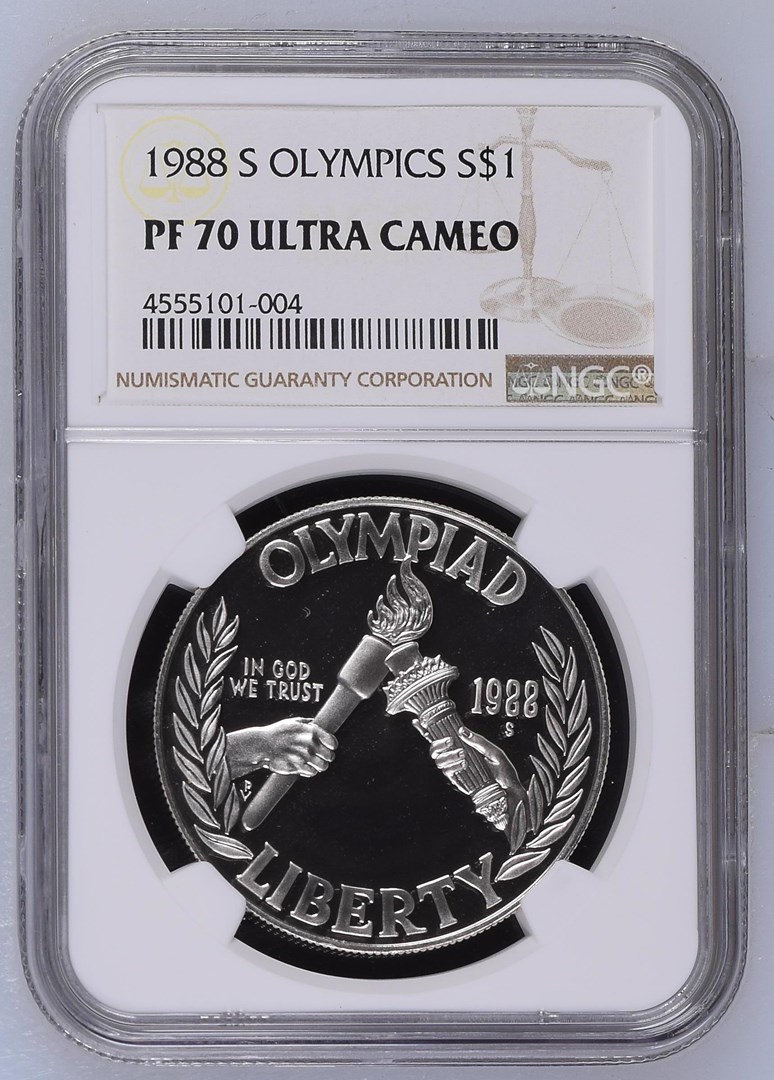 1988 S OLYMPICS S$1
PF 70 ULTRA CAMEO
4555101-004
NUMISMATIC GUARANTY CORPORATION
NGC®
OLYMPIAD
IN GOD
WE TRUST
1988
S
LIBERTY